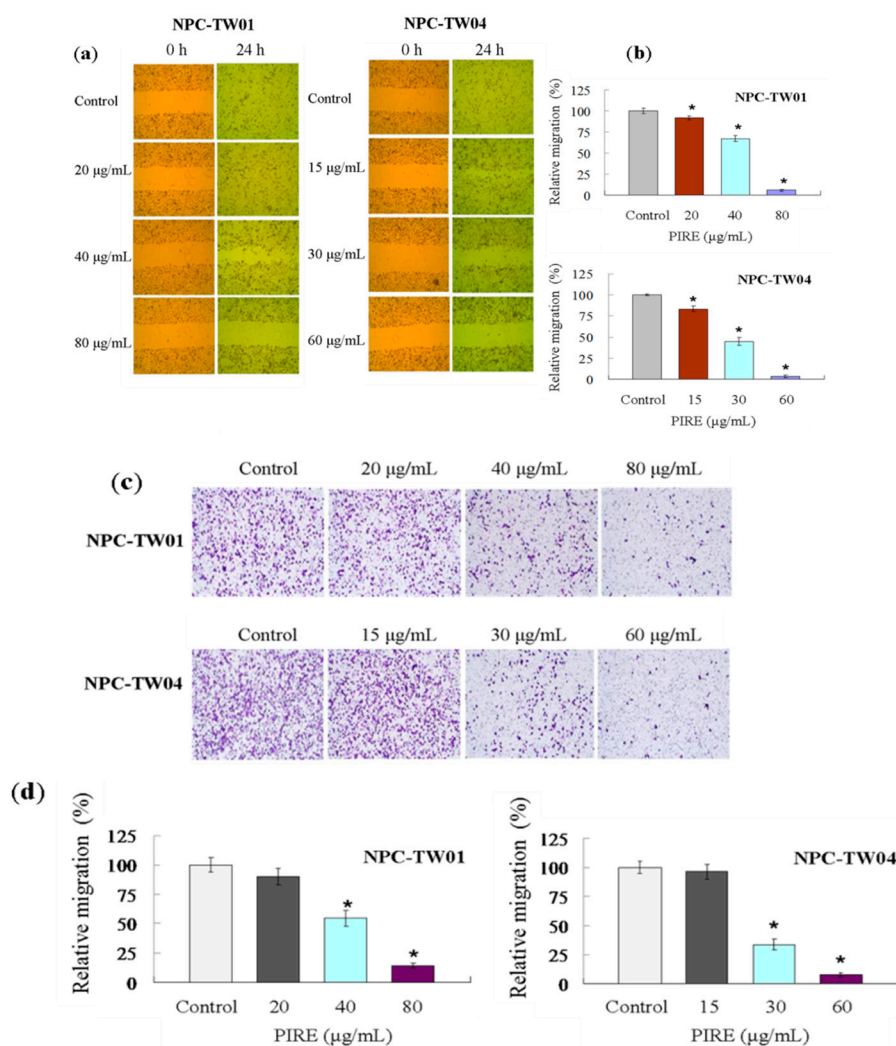 NPC-TW01
NPC-TW04
(a)
0 h 24 h
0 h 24 h
Control
20 µg/mL
40 µg/mL
80 µg/mL
Control
15 µg/mL
30 µg/mL
60 µg/mL
(b)
NPC-TW01
Relative migration (%)
125
100
75
50
25
0
*
*
*
Control 20 40 80
PIRE (µg/mL)
NPC-TW04
Relative migration (%)
125
100
75
50
25
0
*
*
*
Control 15 30 60
PIRE (µg/mL)
(c)
Control 20 µg/mL 40 µg/mL 80 µg/mL
NPC-TW01
Control 15 µg/mL 30 µg/mL 60 µg/mL
NPC-TW04
(d)
NPC-TW01
Relative migration (%)
125
100
75
50
25
0
*
*
Control 20 40 80
PIRE (µg/mL)
NPC-TW04
Relative migration (%)
125
100
75
50
25
0
*
*
Control 15 30 60
PIRE (µg/mL)